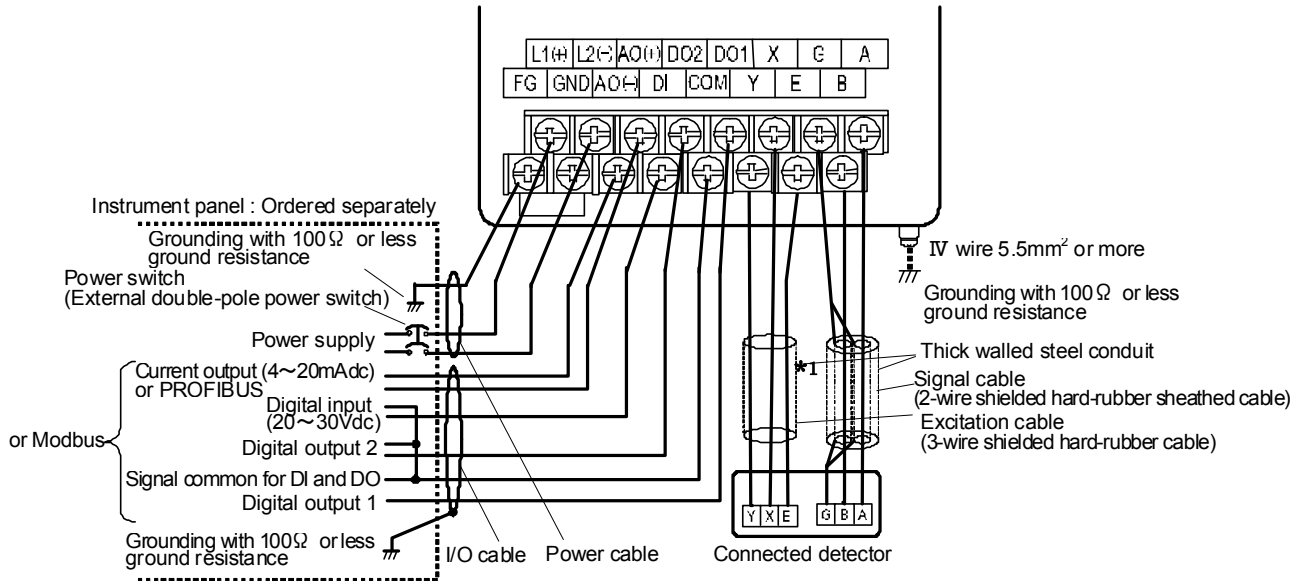 L1(+) L2(-) AO(+) DO2 DO1 X G A
FG GND AO(-) DI COM Y E B
Instrument panel : Ordered separately
Grounding with 100Ω or less
ground resistance
Power switch
(External double-pole power switch)
Power supply
Current output (4～20mAdc)
or PROFIBUS
Digital input
(20～30Vdc)
or Modbus
Digital output 2
Signal common for DI and DO
Digital output 1
Grounding with 100Ω or less
ground resistance
I/O cable
Power cable
IV wire 5.5mm² or more
Grounding with 100Ω or less
ground resistance
Thick walled steel conduit
*1
Signal cable
(2-wire shielded hard-rubber sheathed cable)
Excitation cable
(3-wire shielded hard-rubber cable)
Y X E G B A
Connected detector